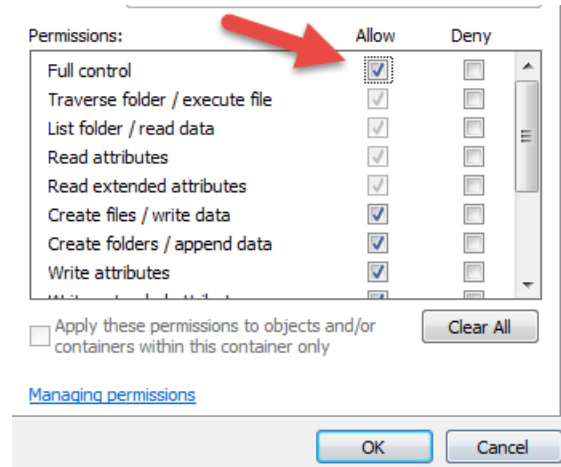 Permissions: Allow Deny
Full control
Traverse folder / execute file
List folder / read data
Read attributes
Read extended attributes
Create files / write data
Create folders / append data
Write attributes
Apply these permissions to objects and/or
containers within this container only
Clear All
Managing permissions
OK Cancel